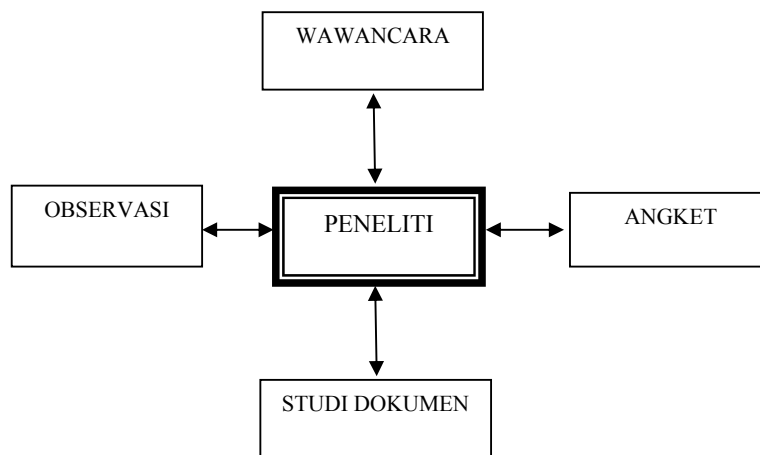 WAWANCARA
OBSERVASI
PENELITI
ANGKET
STUDI DOKUMEN